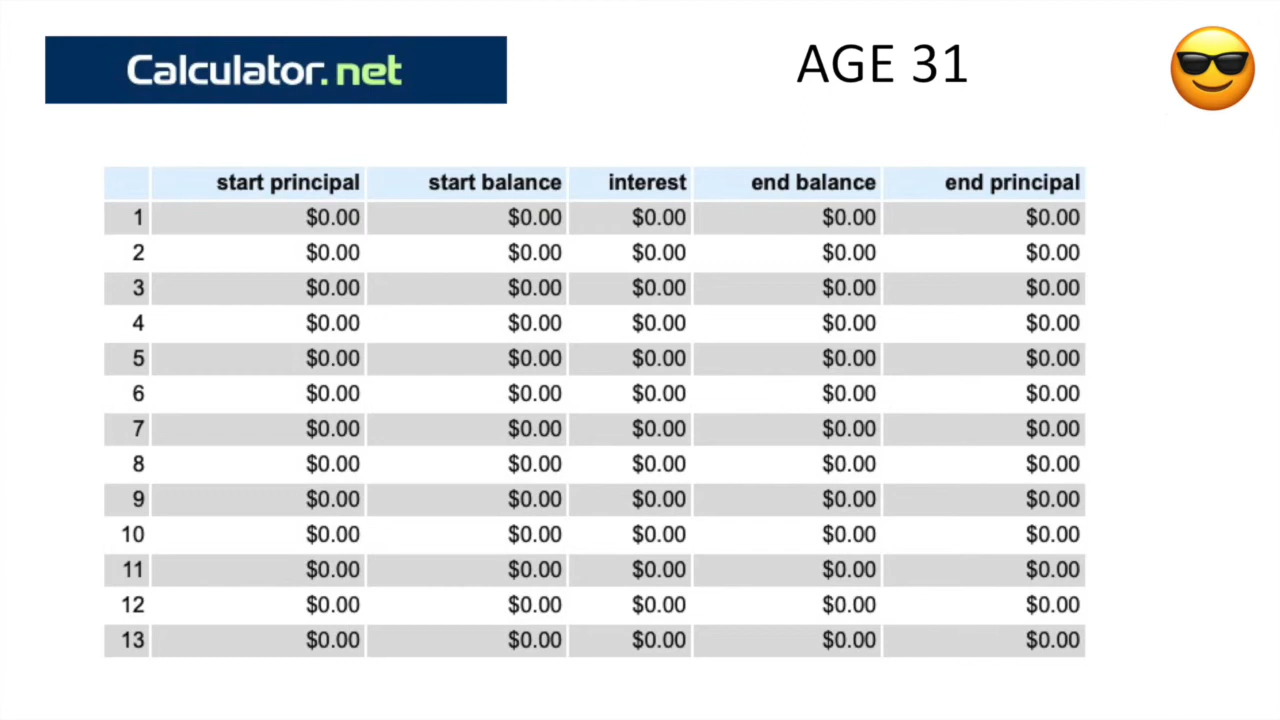 Calculator.net
AGE 31
start principal start balance interest end balance end principal
1 $0.00 $0.00 $0.00 $0.00 $0.00
2 $0.00 $0.00 $0.00 $0.00 $0.00
3 $0.00 $0.00 $0.00 $0.00 $0.00
4 $0.00 $0.00 $0.00 $0.00 $0.00
5 $0.00 $0.00 $0.00 $0.00 $0.00
6 $0.00 $0.00 $0.00 $0.00 $0.00
7 $0.00 $0.00 $0.00 $0.00 $0.00
8 $0.00 $0.00 $0.00 $0.00 $0.00
9 $0.00 $0.00 $0.00 $0.00 $0.00
10 $0.00 $0.00 $0.00 $0.00 $0.00
11 $0.00 $0.00 $0.00 $0.00 $0.00
12 $0.00 $0.00 $0.00 $0.00 $0.00
13 $0.00 $0.00 $0.00 $0.00 $0.00